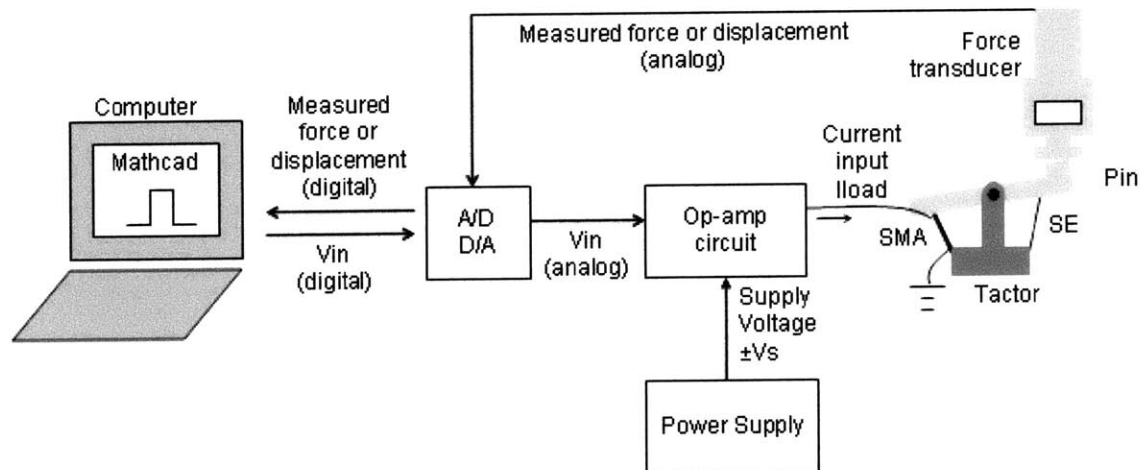 Measured force or displacement
(analog)
Force
transducer
Computer
Mathcad
Measured
force or
displacement
(digital)
Vin
(digital)
A/D
D/A
Vin
(analog)
Op-amp
circuit
Current
input
Iload
Pin
SMA
SE
Tactor
Supply
Voltage
±Vs
Power Supply